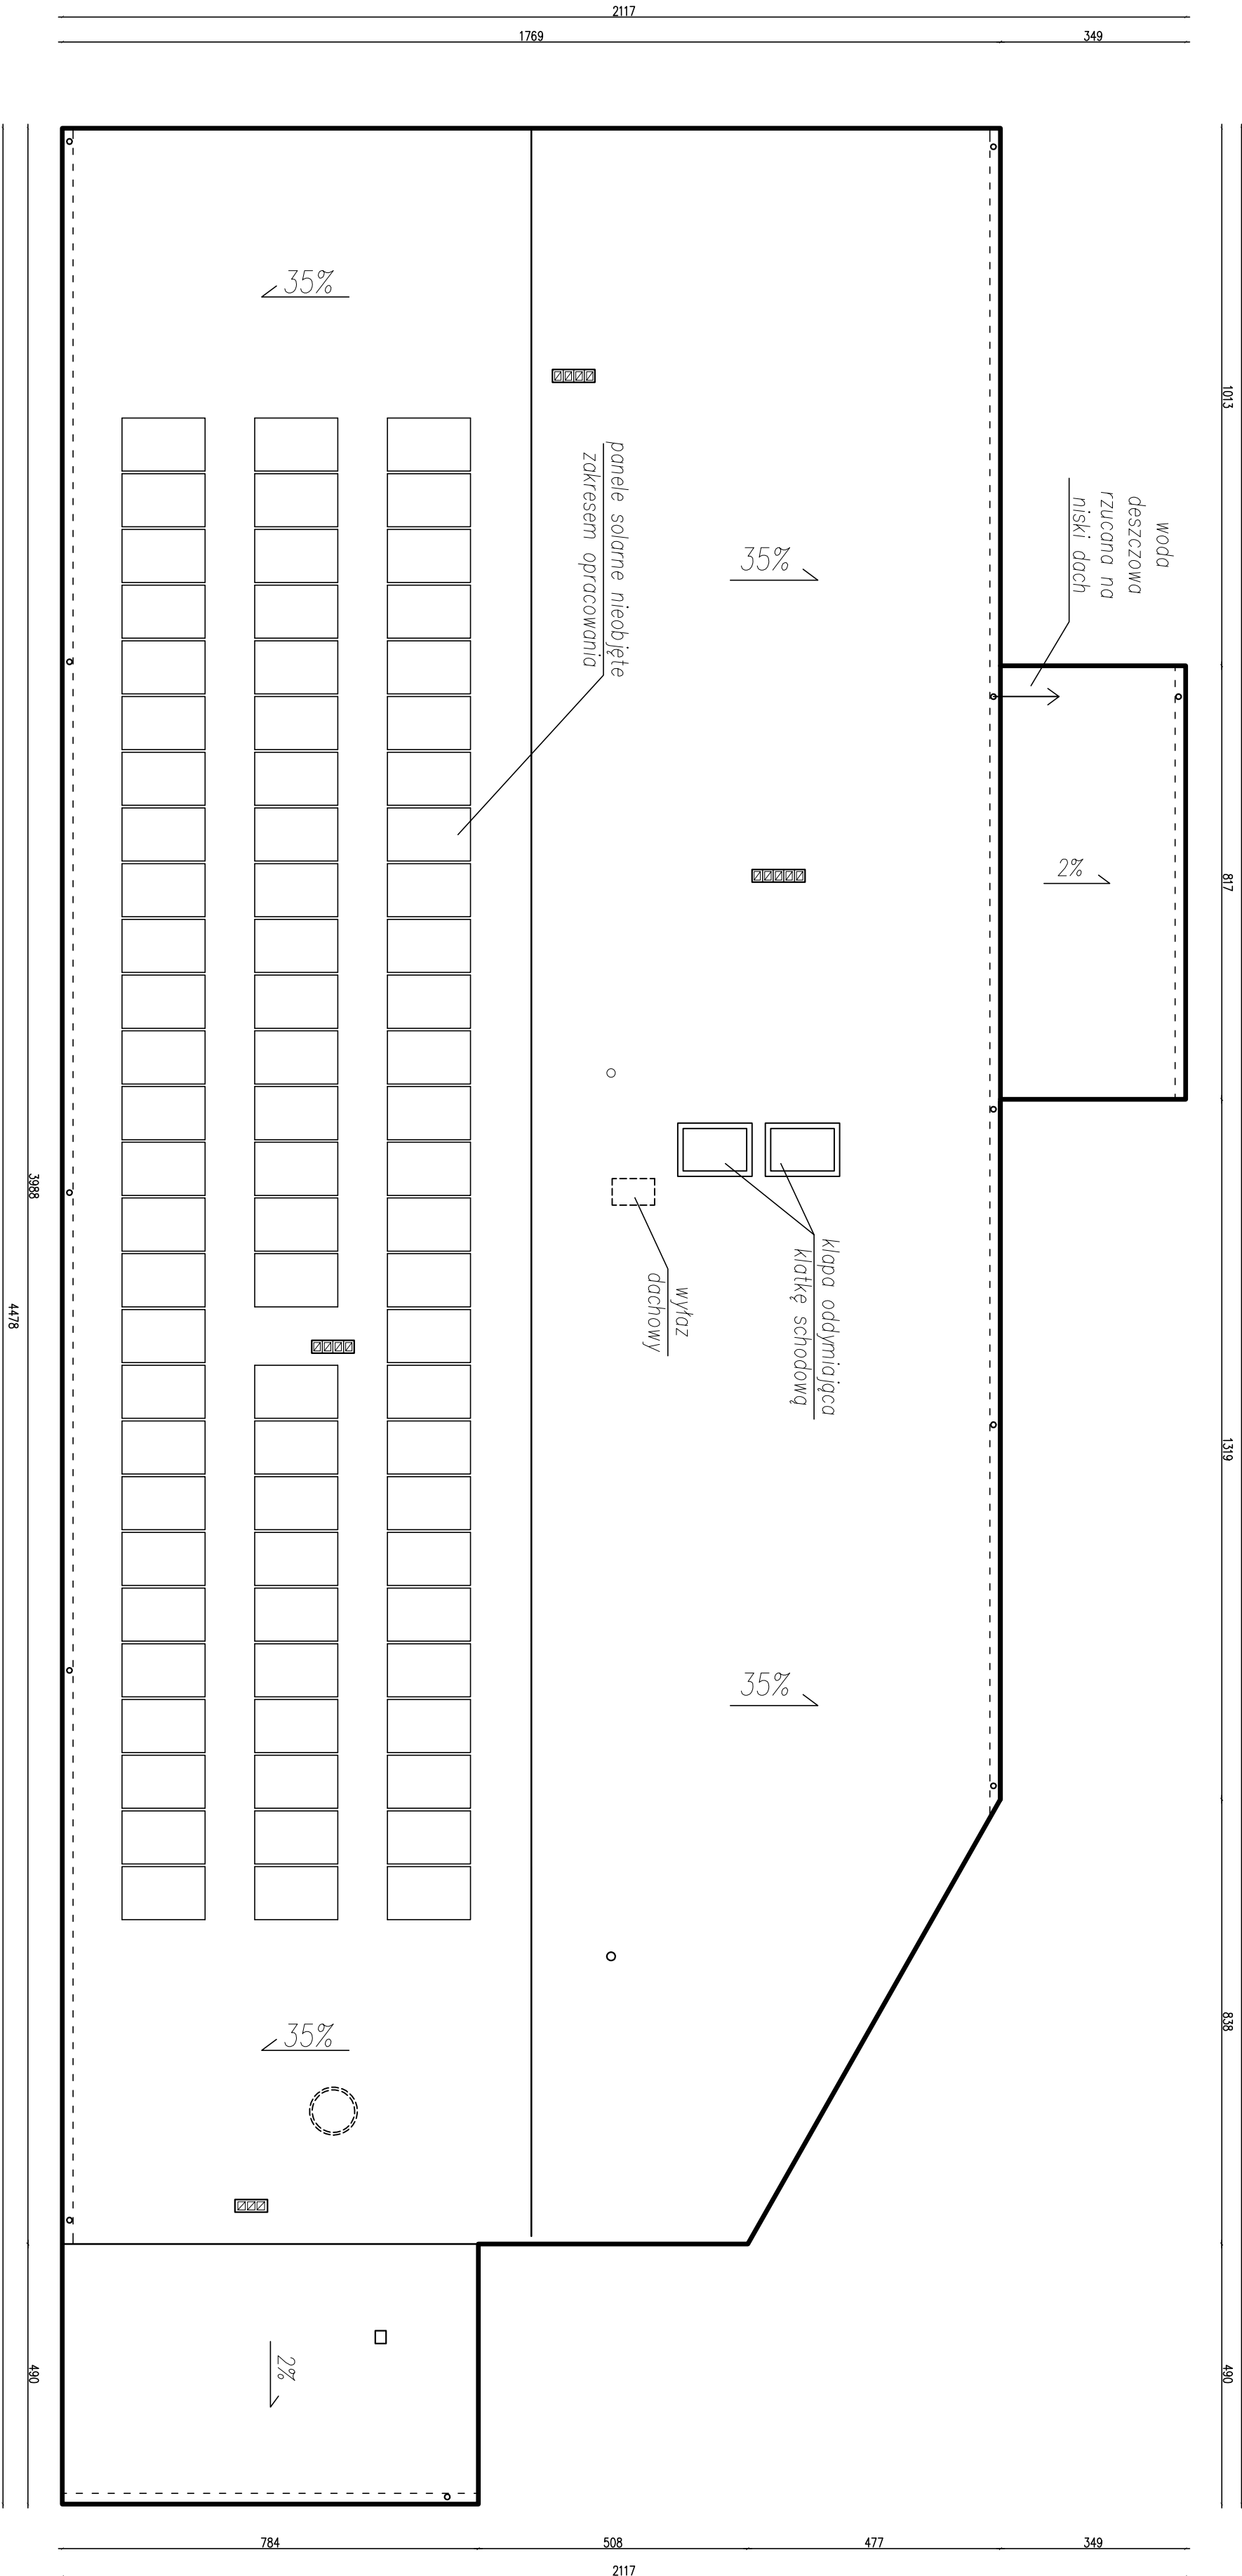 2117
1769
349
35%
35%
35%
35%
2%
2%
woda
deszczowa
rzucana na
niski dach
panele solarne nieobjęte
zakresem opracowania
klapa oddymiająca
klatkę schodową
wyłaz
dachowy
1013
817
1319
838
490
3988
490
4478
784
508
477
349
2117